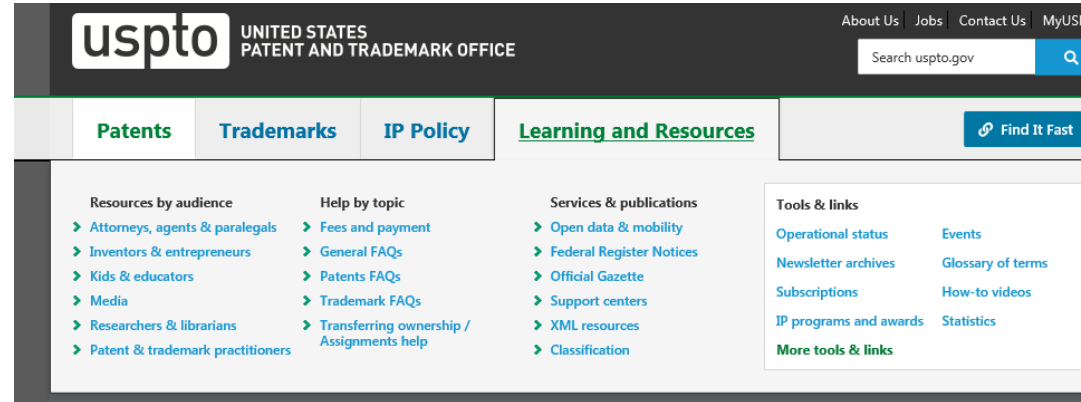 uspto
UNITED STATES
PATENT AND TRADEMARK OFFICE
About Us Jobs Contact Us
Search uspto.gov
Patents Trademarks IP Policy Learning and Resources
Find It Fast
Resources by audience
Attorneys, agents & paralegals
Inventors & entrepreneurs
Kids & educators
Media
Researchers & librarians
Patent & trademark practitioners
Help by topic
Fees and payment
General FAQs
Patents FAQs
Trademark FAQs
Transferring ownership /
Assignments help
Services & publications
Open data & mobility
Federal Register Notices
Official Gazette
Support centers
XML resources
Classification
Tools & links
Operational status
Newsletter archives
Subscriptions
IP programs and awards
More tools & links
Events
Glossary of terms
How-to videos
Statistics